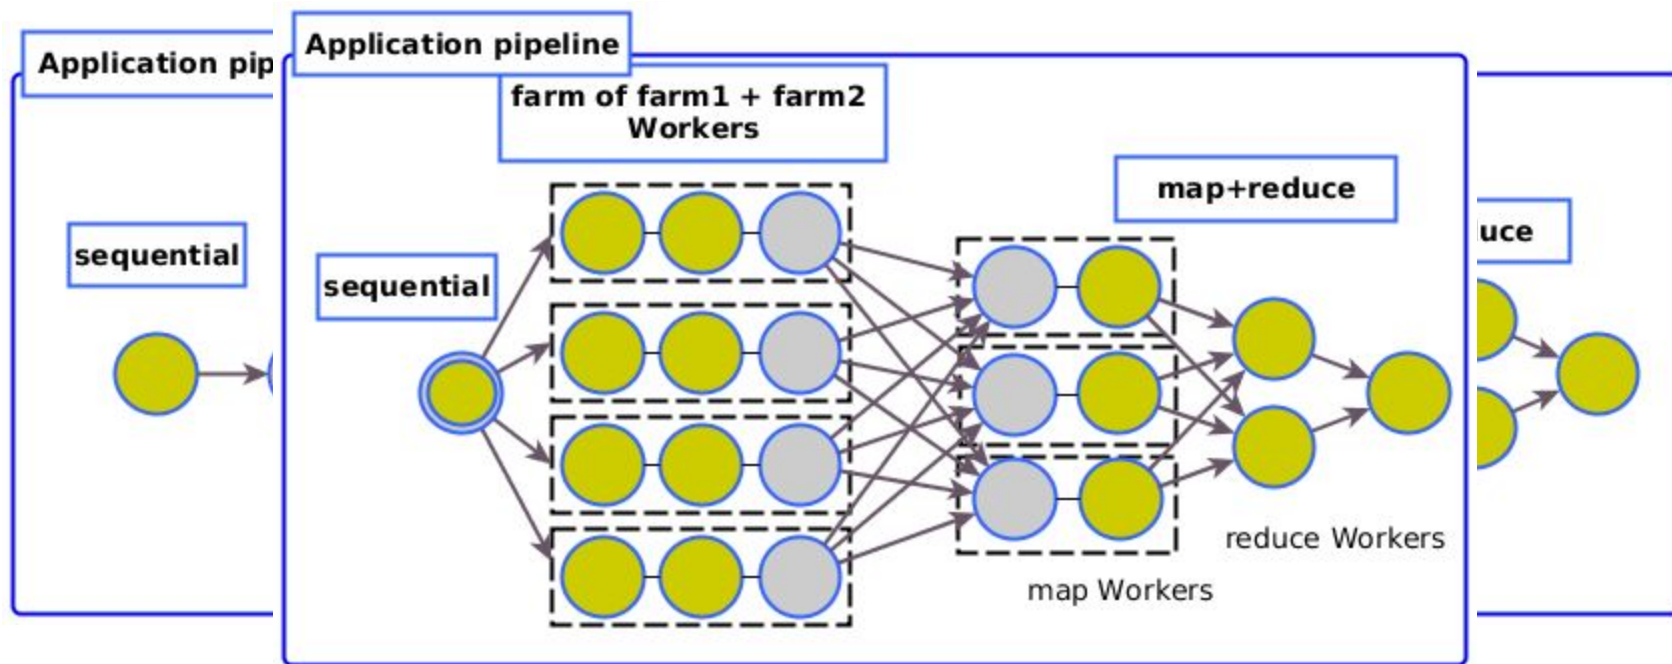 Application pip
Application pipeline
farm of farm1 + farm2
Workers
map+reduce
sequential
sequential
uce
reduce Workers
map Workers